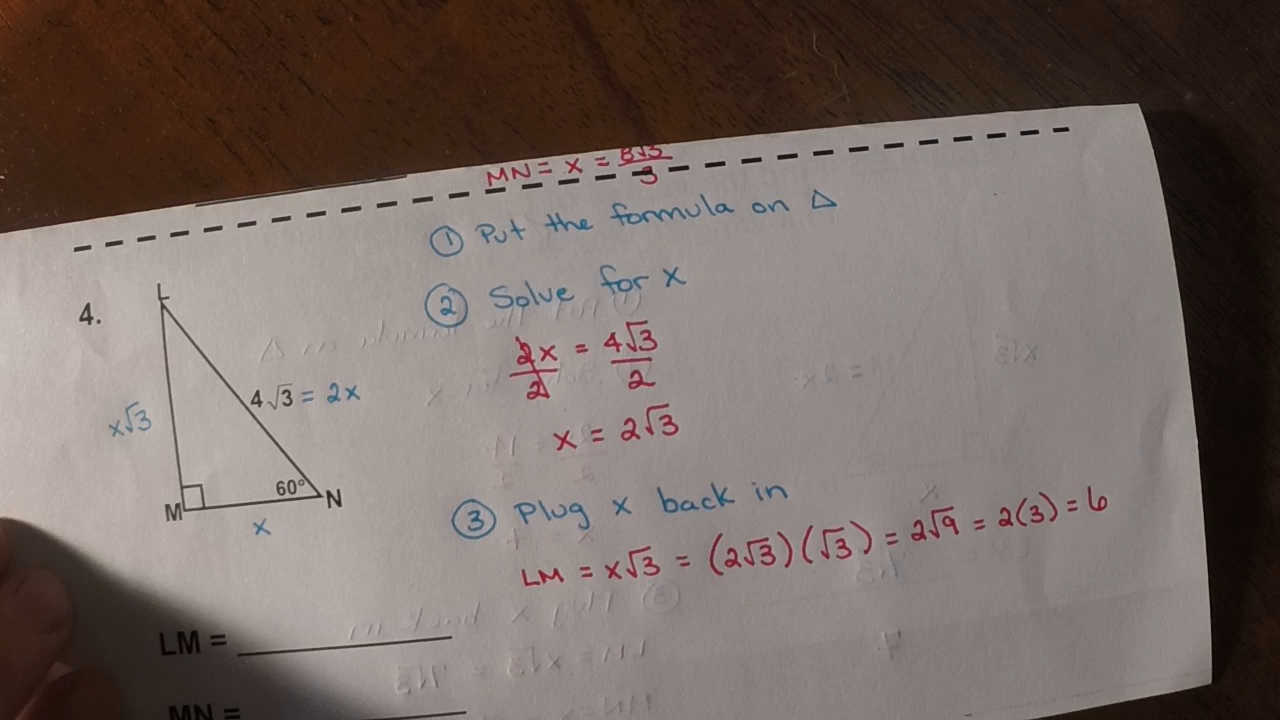 MN = x = 8√3/3
① Put the formula on △
4.
L
② Solve for x
2x/2 = 4√3/2
4√3 = 2x
x√3
x = 2√3
60°
M
N
x
③ Plug x back in
LM = x√3 = (2√3)(√3) = 2√9 = 2(3) = 6
LM =
MN =